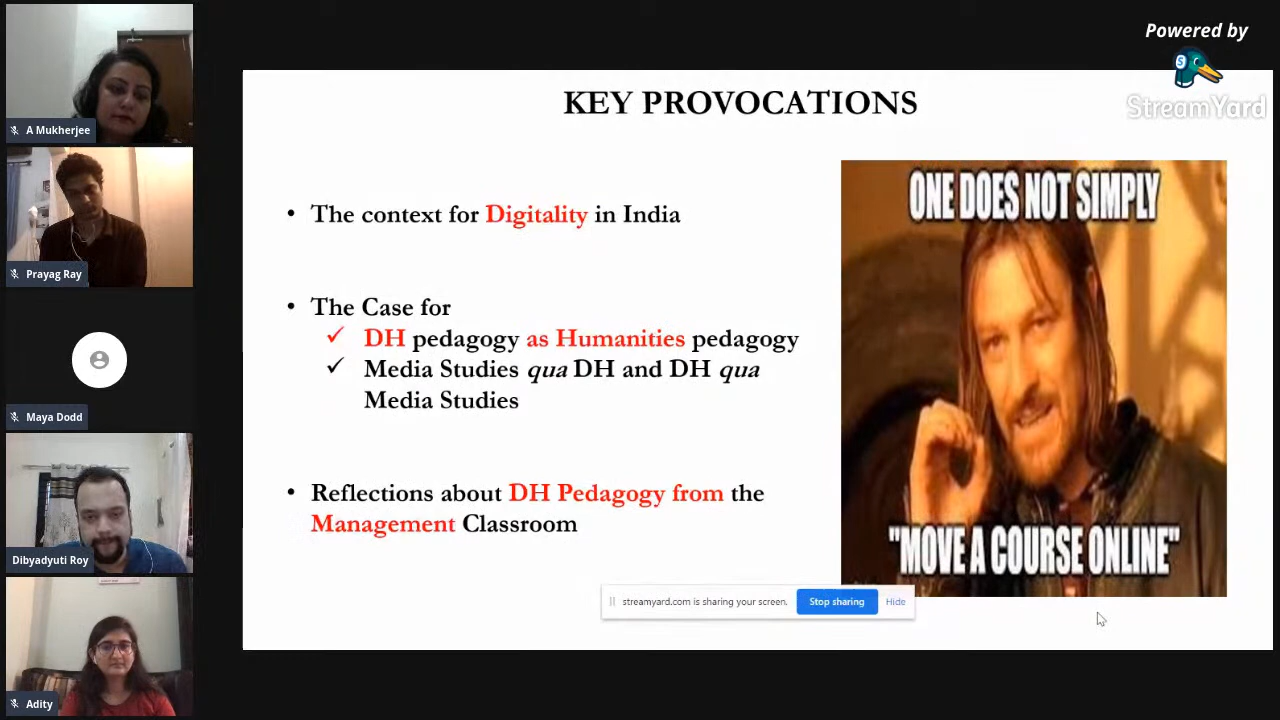 Powered by
StreamYard
A Mukherjee
Prayag Ray
Maya Dodd
Dibyadyuti Roy
Adity
KEY PROVOCATIONS
• The context for Digitality in India
• The Case for
✓ DH pedagogy as Humanities pedagogy
✓ Media Studies qua DH and DH qua
Media Studies
• Reflections about DH Pedagogy from the
Management Classroom
ONE DOES NOT SIMPLY
"MOVE A COURSE ONLINE"
streamyard.com is sharing your screen. Stop sharing Hide